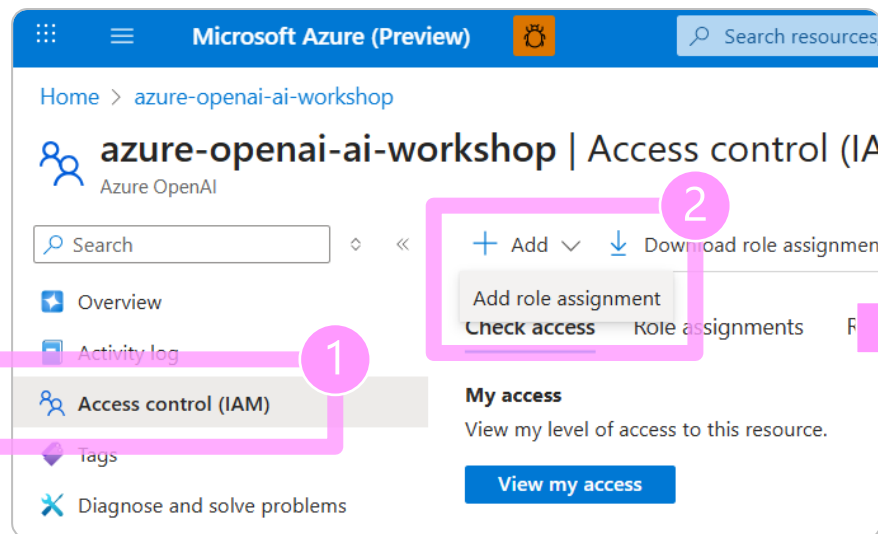 Microsoft Azure (Preview)
Search resources
Home > azure-openai-ai-workshop
azure-openai-ai-workshop | Access control (IA
Azure OpenAI
2
Search
Add
Download role assignmen
Overview
Add role assignment
Check access
Role assignments
Activity log
1
Access control (IAM)
My access
View my level of access to this resource.
Tags
View my access
Diagnose and solve problems